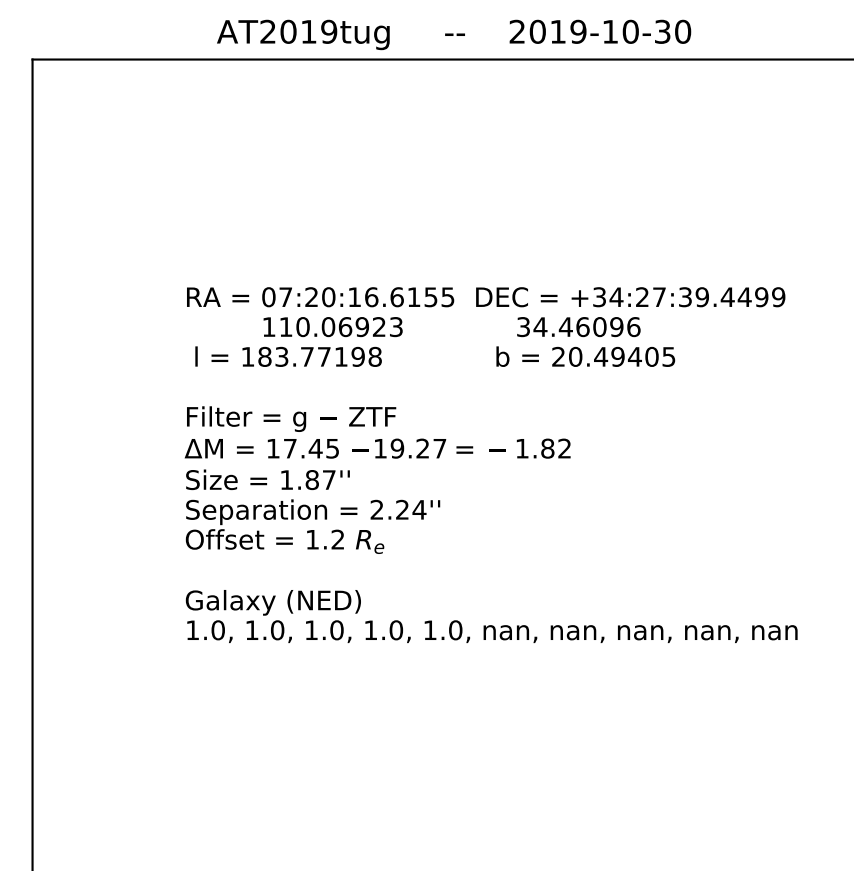 AT2019tug -- 2019-10-30
RA = 07:20:16.6155 DEC = +34:27:39.4499
110.06923 34.46096
l = 183.77198 b = 20.49405
Filter = g − ZTF
ΔM = 17.45 −19.27 = − 1.82
Size = 1.87''
Separation = 2.24''
Offset = 1.2 Re
Galaxy (NED)
1.0, 1.0, 1.0, 1.0, 1.0, nan, nan, nan, nan, nan